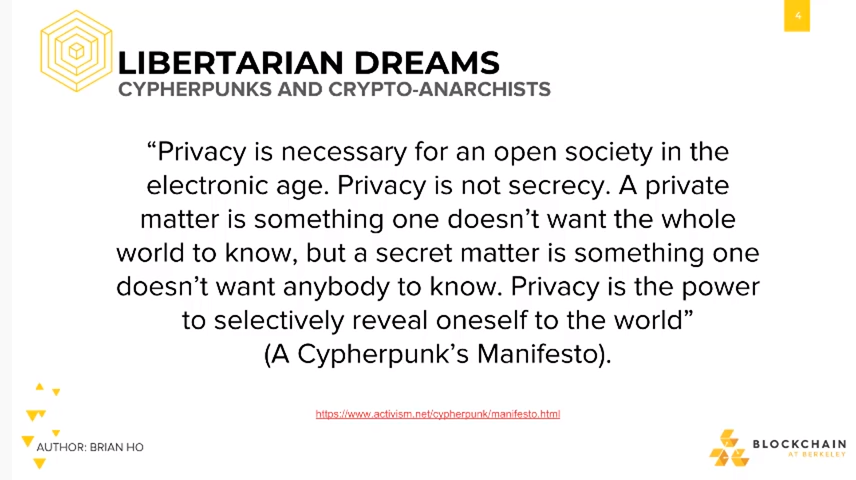 4
LIBERTARIAN DREAMS
CYPHERPUNKS AND CRYPTO-ANARCHISTS
“Privacy is necessary for an open society in the
electronic age. Privacy is not secrecy. A private
matter is something one doesn’t want the whole
world to know, but a secret matter is something one
doesn’t want anybody to know. Privacy is the power
to selectively reveal oneself to the world”
(A Cypherpunk’s Manifesto).
https://www.activism.net/cypherpunk/manifesto.html
AUTHOR: BRIAN HO
BLOCKCHAIN
AT BERKELEY